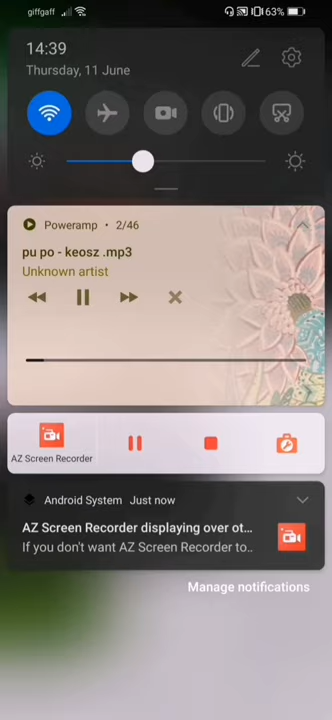 giffgaff
63%
14:39
Thursday, 11 June
Poweramp • 2/46
pu po - keosz .mp3
Unknown artist
AZ Screen Recorder
Android System Just now
AZ Screen Recorder displaying over ot...
If you don't want AZ Screen Recorder to..
Manage notifications